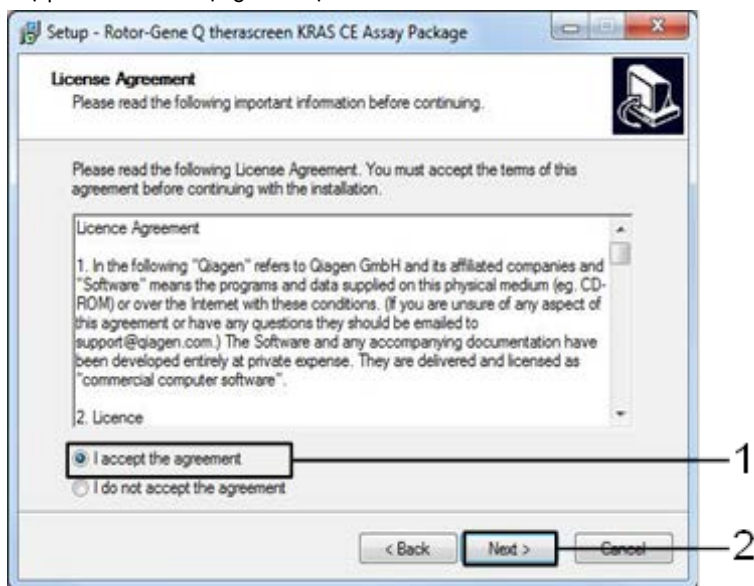 Setup - Rotor-Gene Q therascreen KRAS CE Assay Package
License Agreement
Please read the following important information before continuing.
Please read the following License Agreement. You must accept the terms of this
agreement before continuing with the installation.
Licence Agreement
1. In the following "Qiagen" refers to Qiagen GmbH and its affiliated companies and
"Software" means the programs and data supplied on this physical medium (eg. CD-
ROM) or over the Internet with these conditions. (If you are unsure of any aspect of
this agreement or have any questions they should be emailed to
support@qiagen.com.) The Software and any accompanying documentation have
been developed entirely at private expense. They are delivered and licensed as
"commercial computer software".
2. Licence
I accept the agreement
1
I do not accept the agreement
< Back Next > Cancel
2